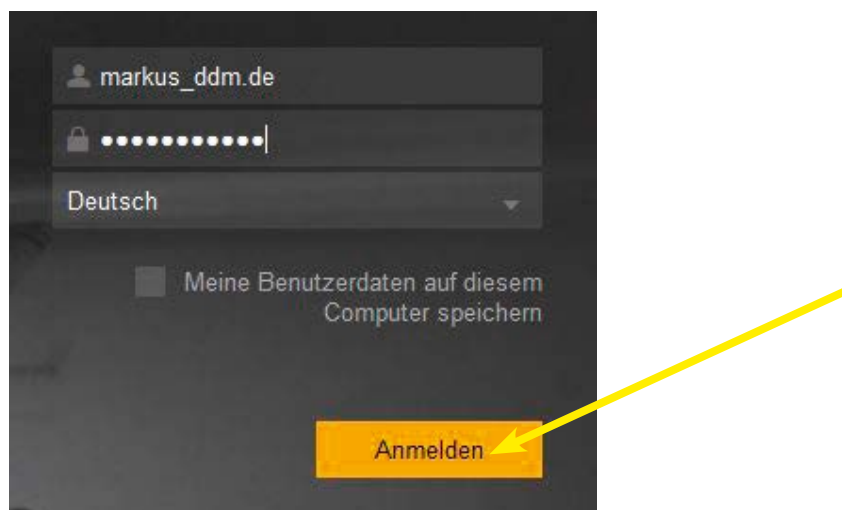 markus_ddm.de
●●●●●●●●●●●
Deutsch
Meine Benutzerdaten auf diesem
Computer speichern
Anmelden